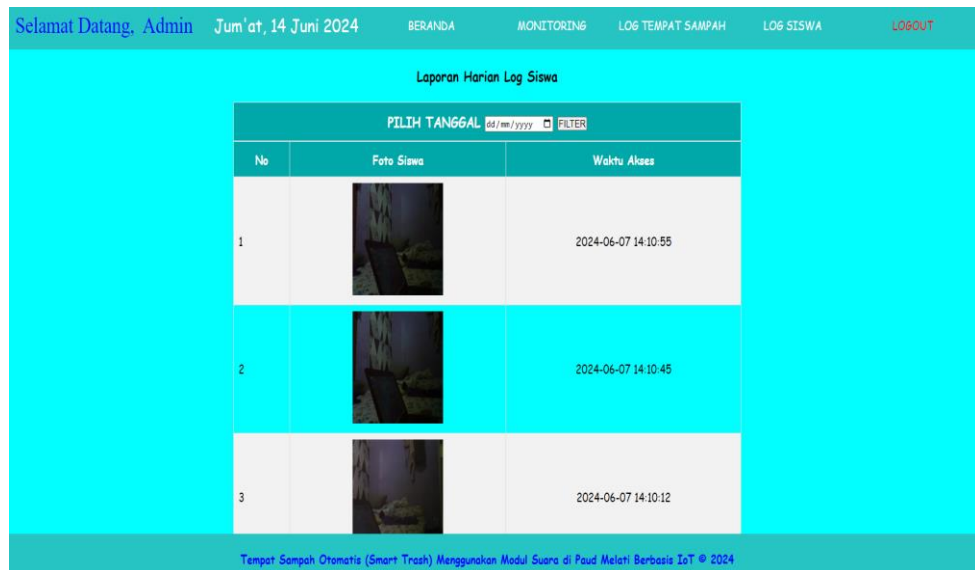 Selamat Datang, Admin Jum'at, 14 Juni 2024 BERANDA MONITORING LOG TEMPAT SAMPAH LOG SISWA LOGOUT
Laporan Harian Log Siswa
PILIH TANGGAL dd/mm/yyyy FILTER
No Foto Siswa Waktu Akses
1 2024-06-07 14:10:55
2 2024-06-07 14:10:45
3 2024-06-07 14:10:12
Tempat Sampah Otomatis (Smart Trash) Menggunakan Modul Suara di Paud Melati Berbasis IoT © 2024